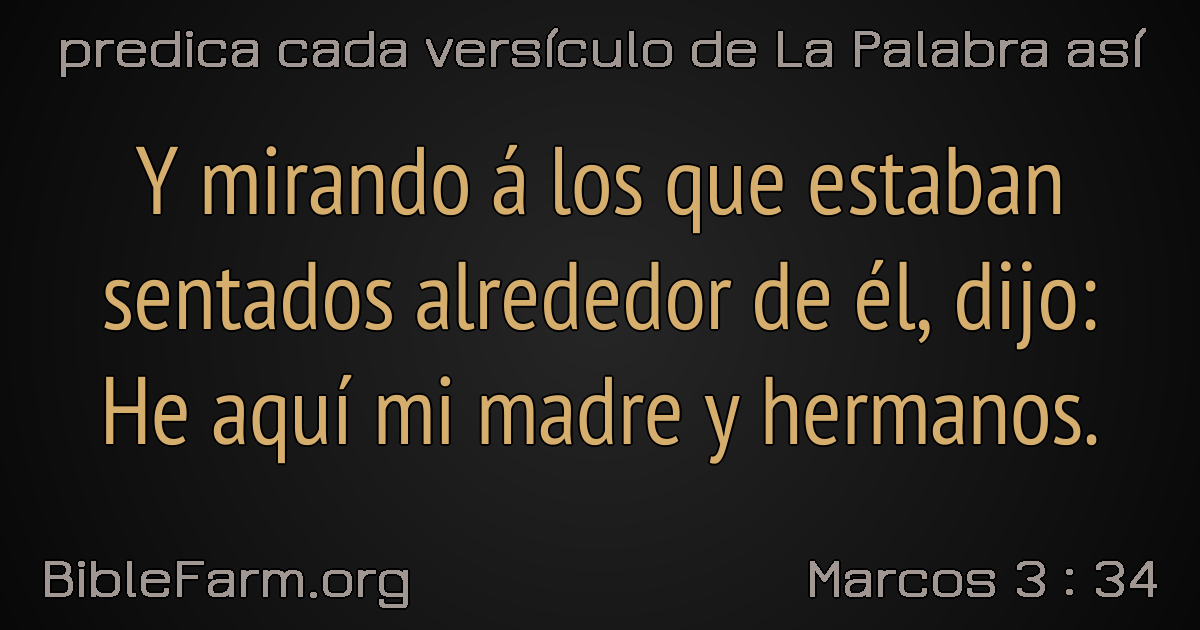 predica cada versículo de La Palabra así
Y mirando á los que estaban
sentados alrededor de él, dijo:
He aquí mi madre y hermanos.
BibleFarm.org
Marcos 3 : 34